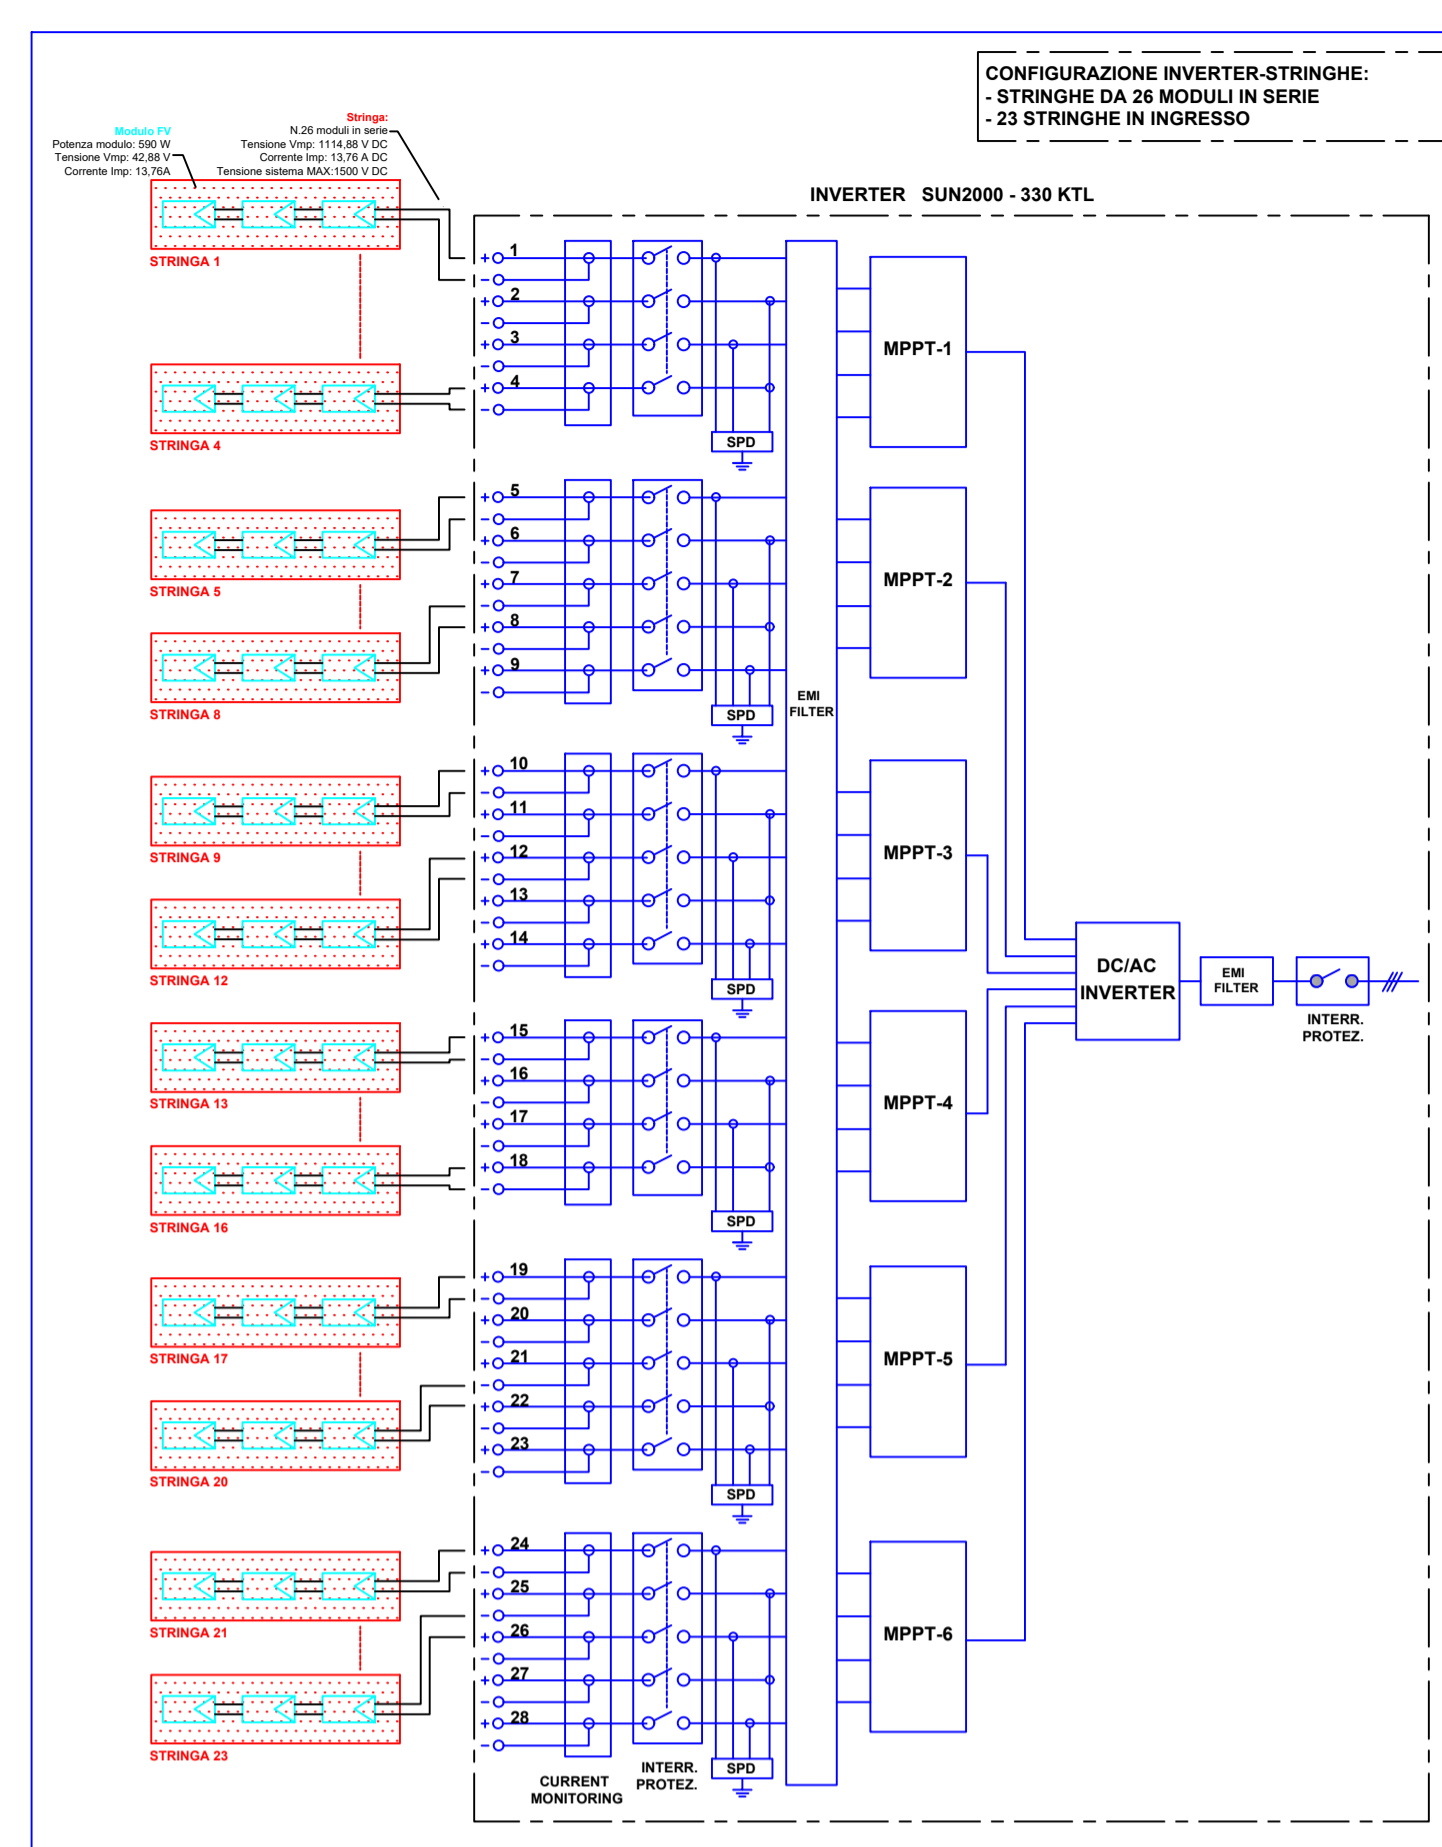 CONFIGURAZIONE INVERTER-STRINGHE:
- STRINGHE DA 26 MODULI IN SERIE
- 23 STRINGHE IN INGRESSO
Modulo FV
Potenza modulo: 590 W
Tensione Vmp: 42,88 V
Corrente Imp: 13,76A
Stringa:
N.26 moduli in serie
Tensione Vmp: 1114,88 V DC
Corrente Imp: 13,76 A DC
Tensione sistema MAX:1500 V DC
INVERTER SUN2000 - 330 KTL
STRINGA 1
STRINGA 4
+ 1
-
+ 2
-
+ 3
-
+ 4
-
SPD
MPPT-1
STRINGA 5
STRINGA 8
+ 5
-
+ 6
-
+ 7
-
+ 8
-
+ 9
-
SPD
MPPT-2
EMI
FILTER
STRINGA 9
STRINGA 12
+ 10
-
+ 11
-
+ 12
-
+ 13
-
+ 14
-
SPD
MPPT-3
DC/AC
INVERTER
EMI
FILTER
INTERR.
PROTEZ.
STRINGA 13
STRINGA 16
+ 15
-
+ 16
-
+ 17
-
+ 18
-
SPD
MPPT-4
STRINGA 17
STRINGA 20
+ 19
-
+ 20
-
+ 21
-
+ 22
-
+ 23
-
SPD
MPPT-5
STRINGA 21
STRINGA 23
+ 24
-
+ 25
-
+ 26
-
+ 27
-
+ 28
-
SPD
MPPT-6
CURRENT
MONITORING
INTERR.
PROTEZ.